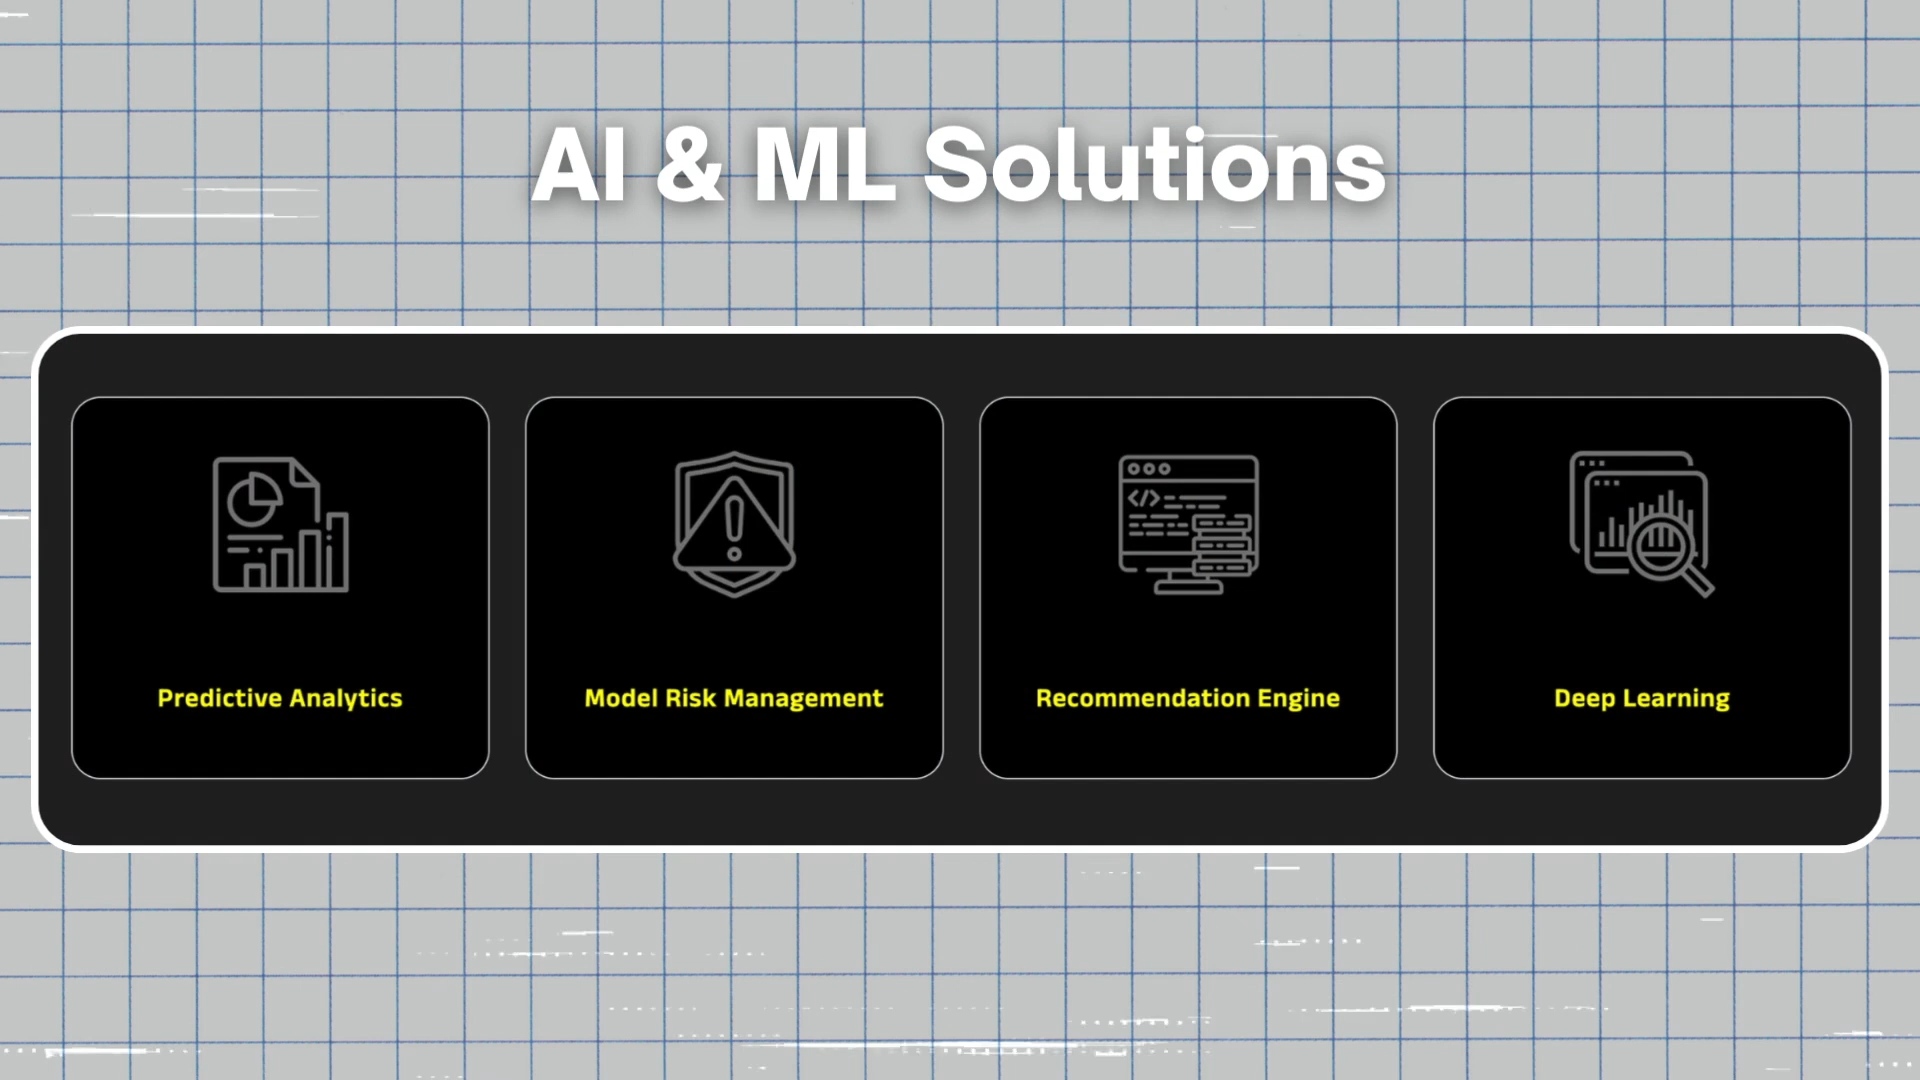 AI & ML Solutions
Predictive Analytics
Model Risk Management
Recommendation Engine
Deep Learning